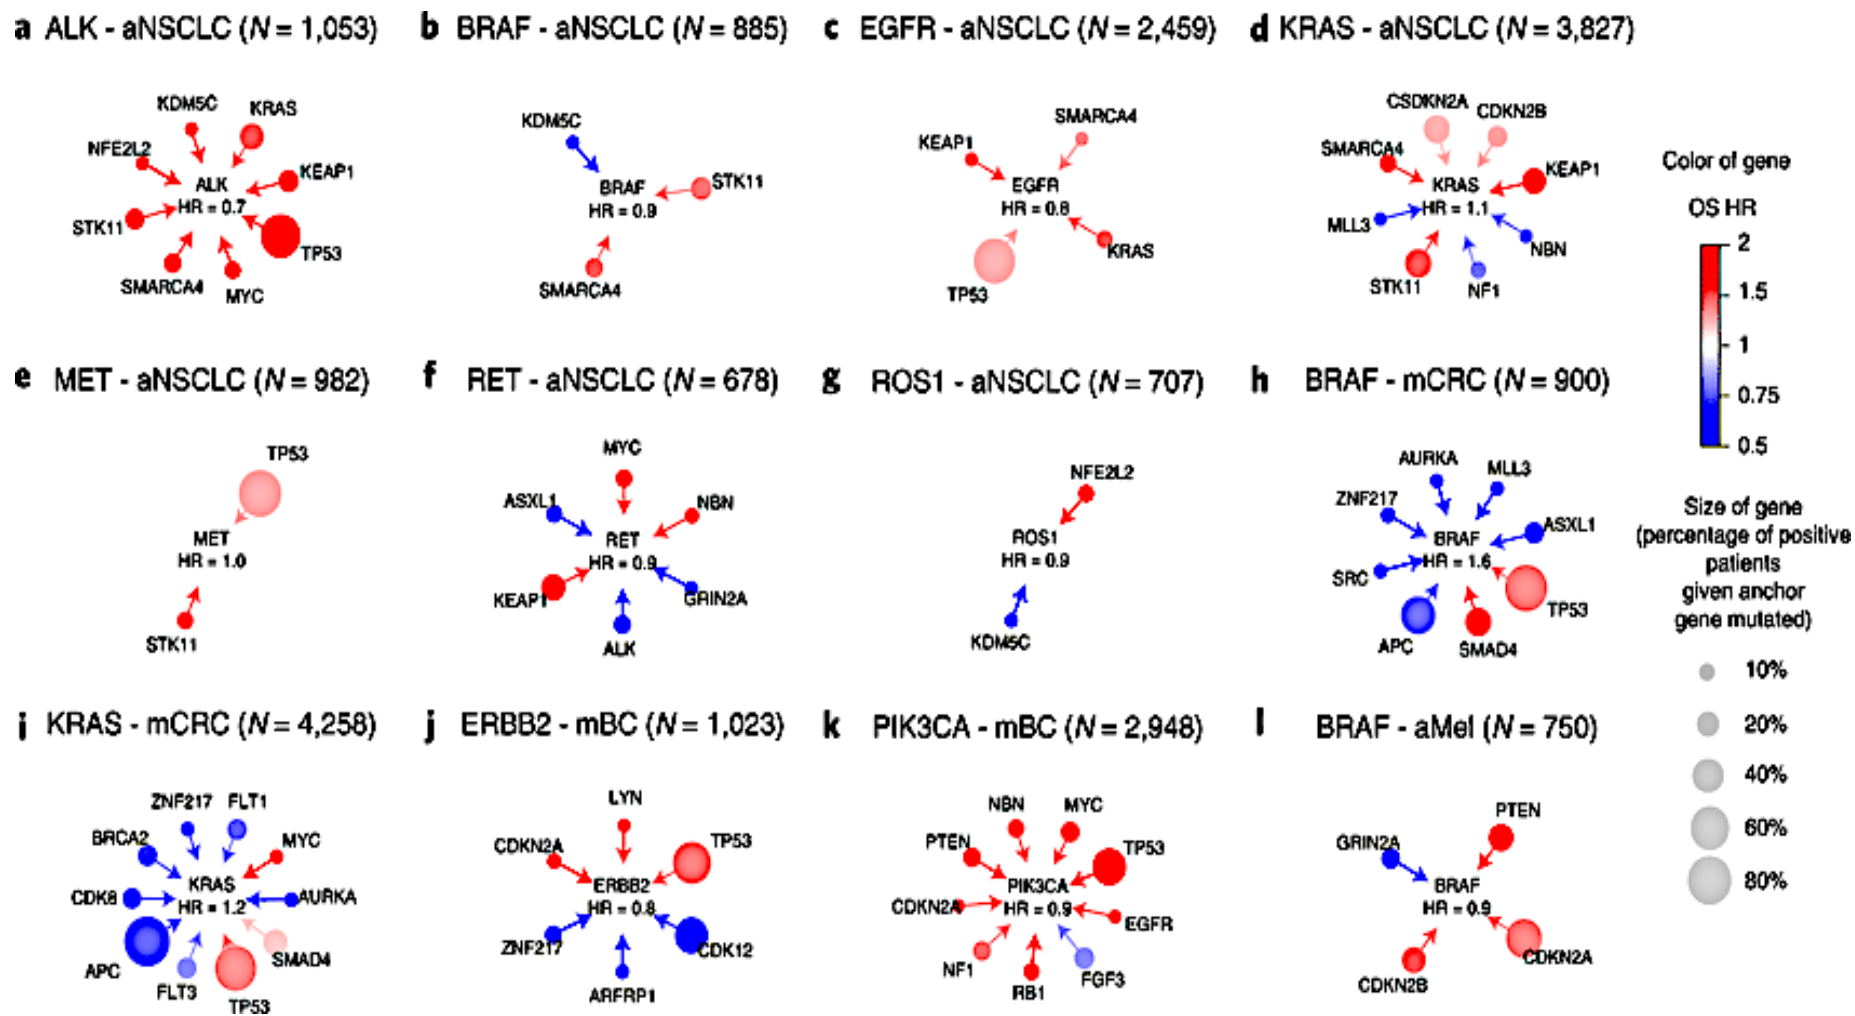 a ALK - aNSCLC (N = 1,053)
KDM5C
KRAS
NFE2L2
KEAP1
ALK
HR = 0.7
STK11
TP53
SMARCA4
MYC
b BRAF - aNSCLC (N = 885)
KDM5C
STK11
BRAF
HR = 0.9
SMARCA4
c EGFR - aNSCLC (N = 2,459)
SMARCA4
KEAP1
EGFR
HR = 0.8
KRAS
TP53
d KRAS - aNSCLC (N = 3,827)
CSDKN2A
CDKN2B
SMARCA4
KEAP1
KRAS
HR = 1.1
MLL3
NBN
STK11
NF1
Color of gene
OS HR
2
1.5
1
0.75
0.5
e MET - aNSCLC (N = 982)
TP53
MET
HR = 1.0
STK11
f RET - aNSCLC (N = 678)
MYC
ASXL1
NBN
RET
HR = 0.9
KEAP1
GRIN2A
ALK
g ROS1 - aNSCLC (N = 707)
NFE2L2
ROS1
HR = 0.9
KDM5C
h BRAF - mCRC (N = 900)
AURKA
MLL3
ZNF217
ASXL1
BRAF
HR = 1.6
SRC
TP53
APC
SMAD4
Size of gene
(percentage of positive
patients
given anchor
gene mutated)
10%
20%
40%
60%
80%
i KRAS - mCRC (N = 4,258)
ZNF217
FLT1
BRCA2
MYC
KRAS
CDK8
HR = 1.2
AURKA
APC
SMAD4
FLT3
TP53
j ERBB2 - mBC (N = 1,023)
LYN
CDKN2A
TP53
ERBB2
HR = 0.8
ZNF217
CDK12
ARFRP1
k PIK3CA - mBC (N = 2,948)
NBN
MYC
PTEN
TP53
PIK3CA
CDKN2A
HR = 0.9
EGFR
NF1
RB1
FGF3
l BRAF - aMel (N = 750)
PTEN
GRIN2A
BRAF
HR = 0.9
CDKN2A
CDKN2B